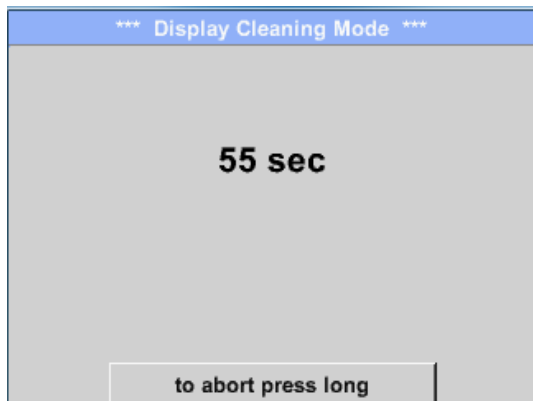 *** Display Cleaning Mode ***
55 sec
to abort press long